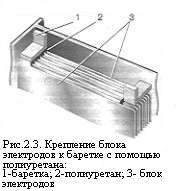 1 2 3
Рис.2.3. Крепление блока
электродов к баретке с помощью
полиуретана:
1-баретка; 2-полиуретан; 3- блок
электродов